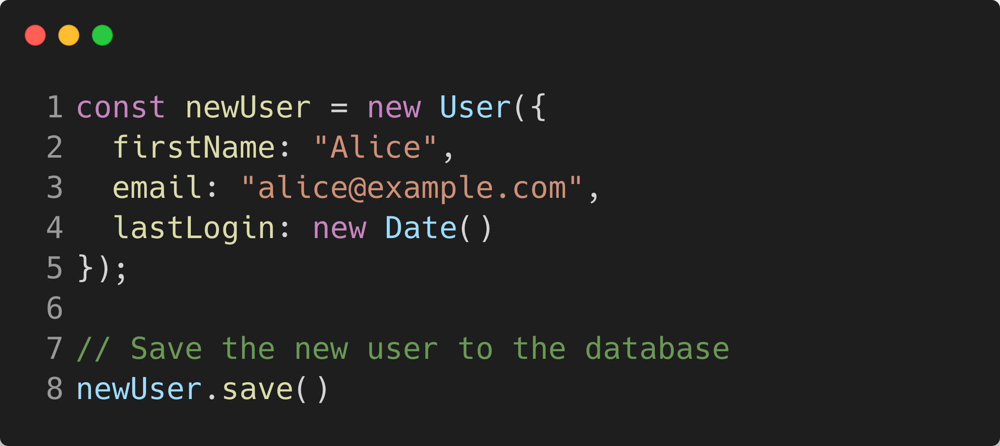 1 const newUser = new User({
2   firstName: "Alice",
3   email: "alice@example.com",
4   lastLogin: new Date()
5 });
6
7 // Save the new user to the database
8 newUser.save()